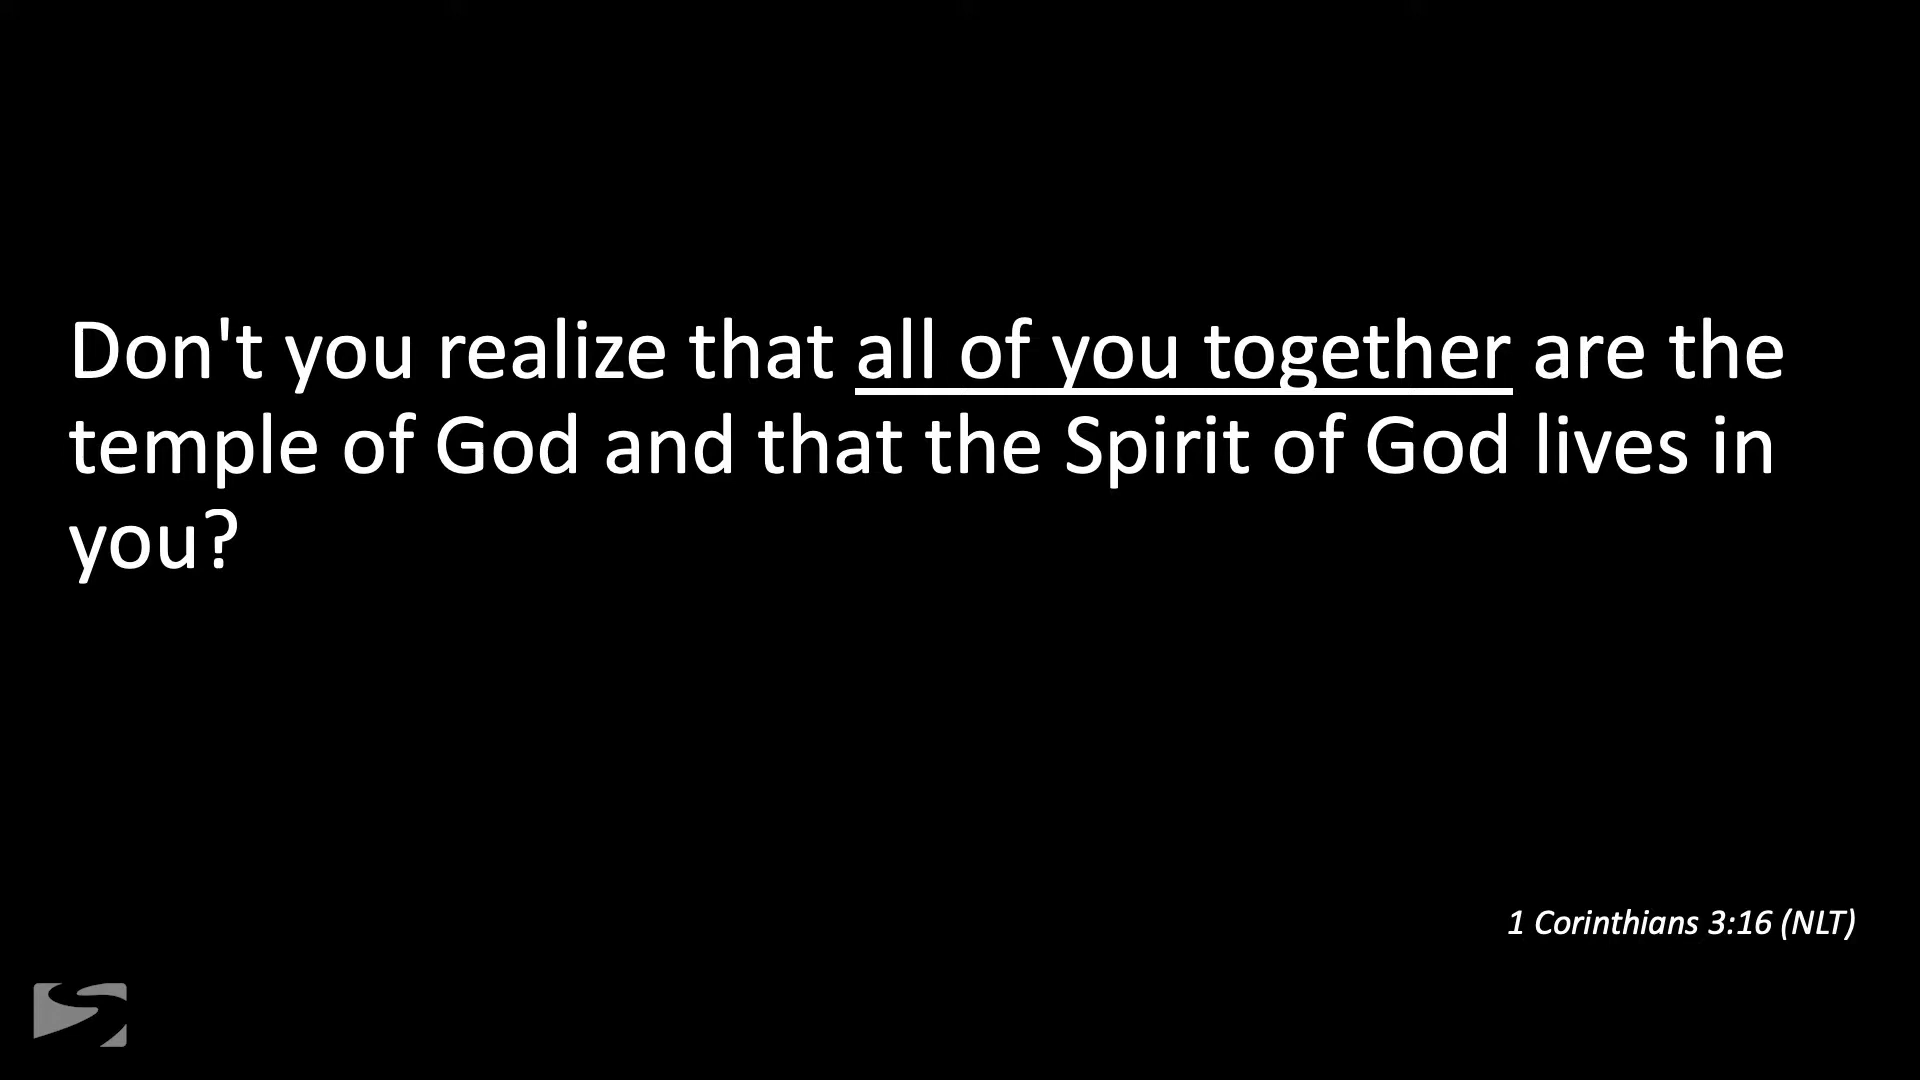 Don't you realize that all of you together are the
temple of God and that the Spirit of God lives in
you?
1 Corinthians 3:16 (NLT)